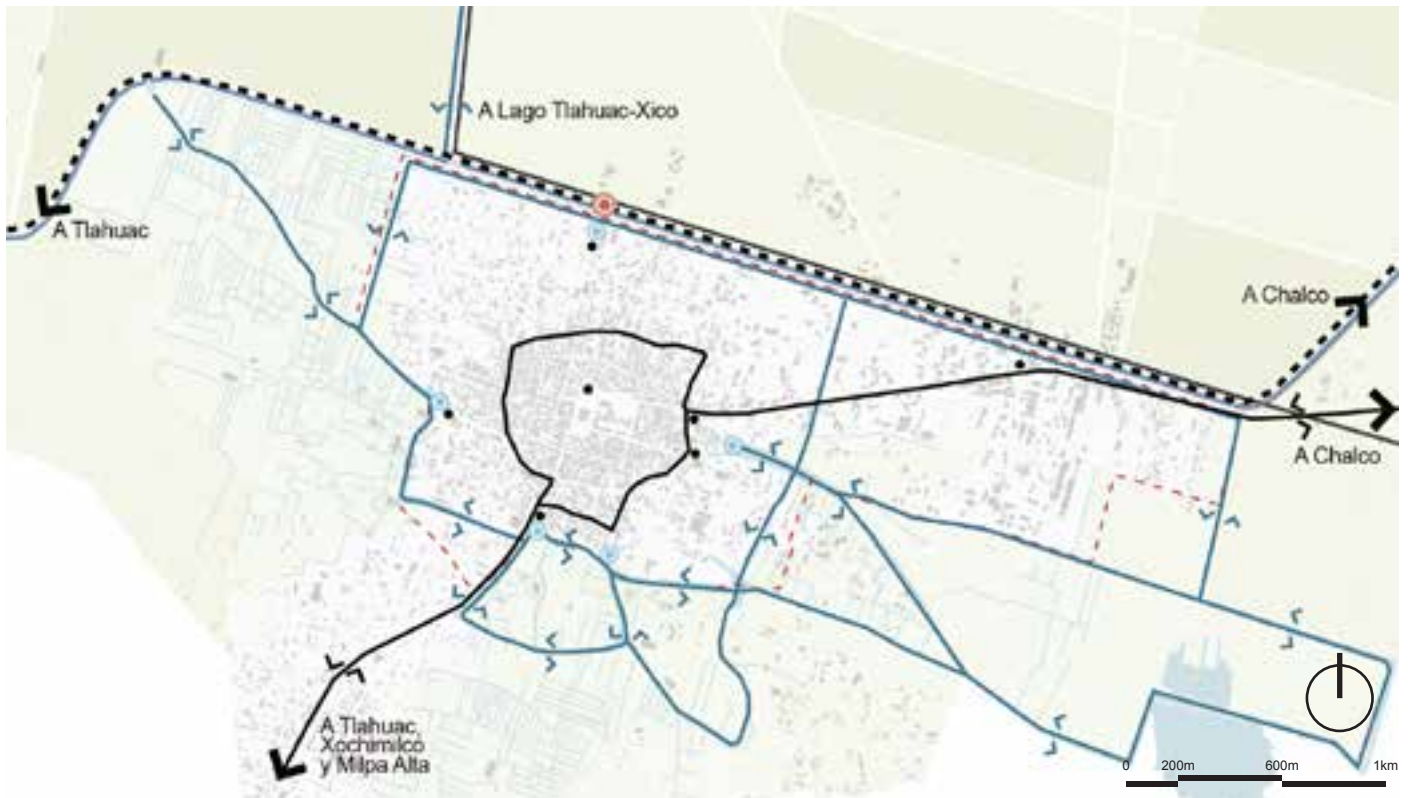 A Lago Tlahuac-Xico
A Tlahuac
A Chalco
A Chalco
A Tlahuac,
Xochimilco
y Milpa Alta
0 200m 600m 1km